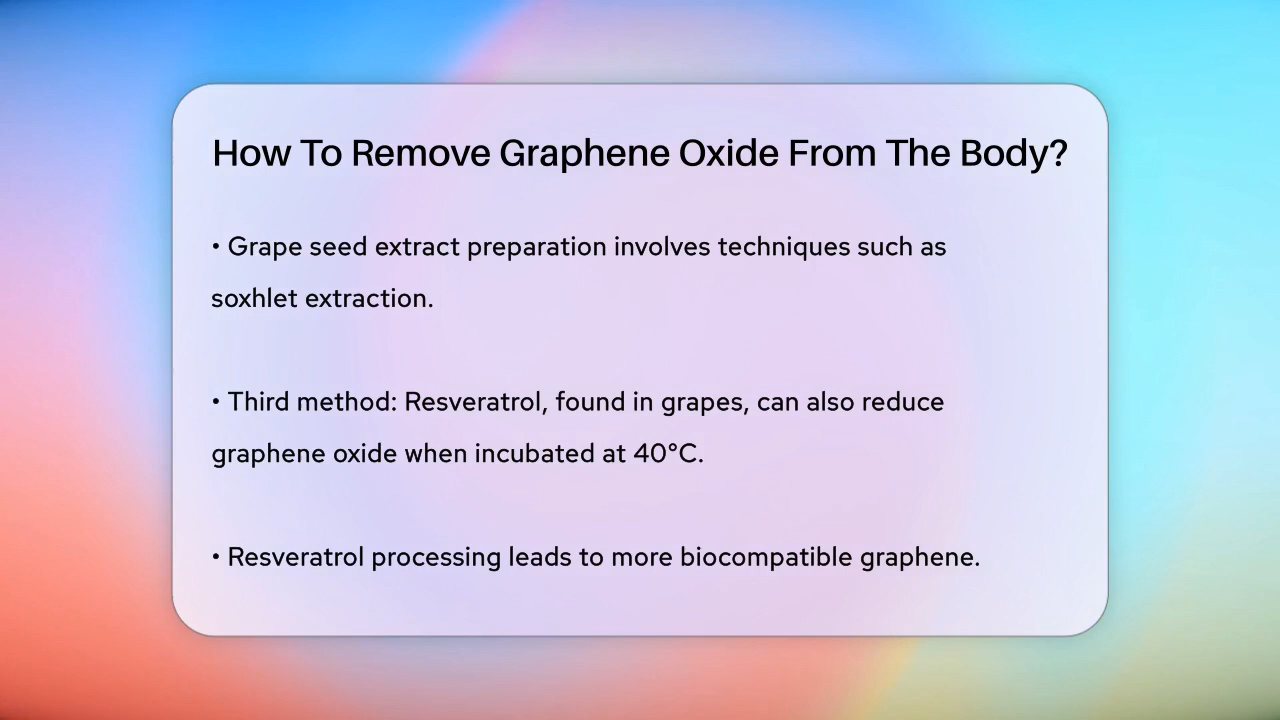 How To Remove Graphene Oxide From The Body?
• Grape seed extract preparation involves techniques such as
soxhlet extraction.
• Third method: Resveratrol, found in grapes, can also reduce
graphene oxide when incubated at 40°C.
• Resveratrol processing leads to more biocompatible graphene.